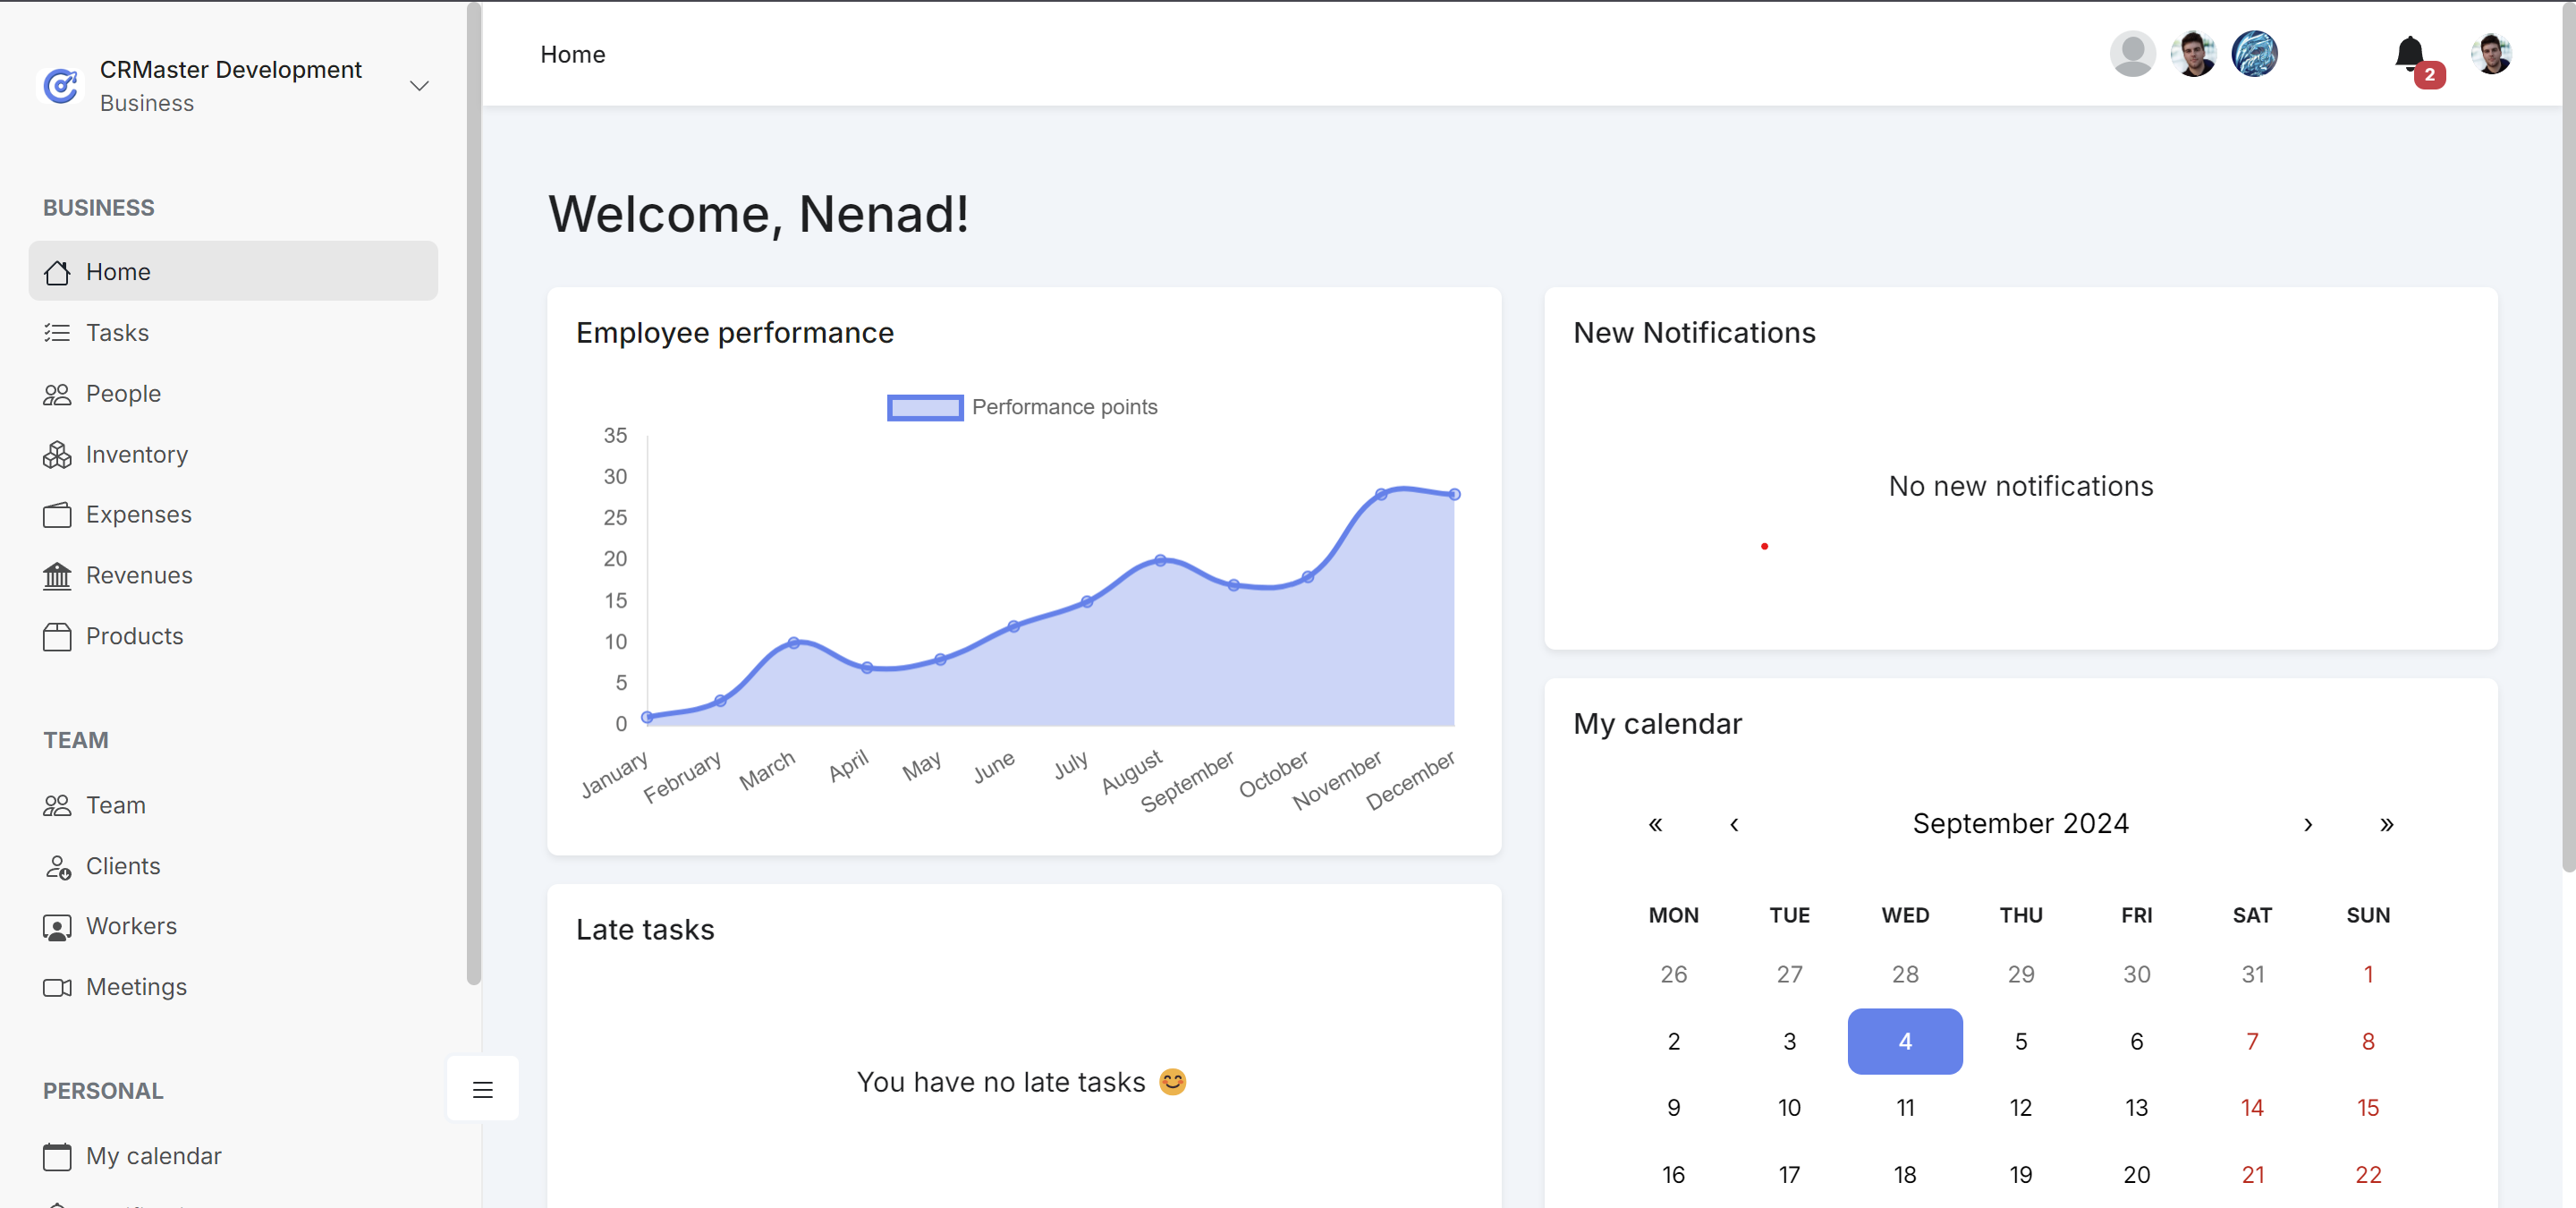 CRMaster Development
Business
BUSINESS
Home
Tasks
People
Inventory
Expenses
Revenues
Products
TEAM
Team
Clients
Workers
Meetings
PERSONAL
My calendar
Home
2
Welcome, Nenad!
Employee performance
Performance points
35
30
25
20
15
10
5
0
January
February
March
April
May
June
July
August
September
October
November
December
Late tasks
You have no late tasks 😊
New Notifications
No new notifications
My calendar
« ‹ September 2024 › »
MON TUE WED THU FRI SAT SUN
26 27 28 29 30 31 1
2 3 4 5 6 7 8
9 10 11 12 13 14 15
16 17 18 19 20 21 22